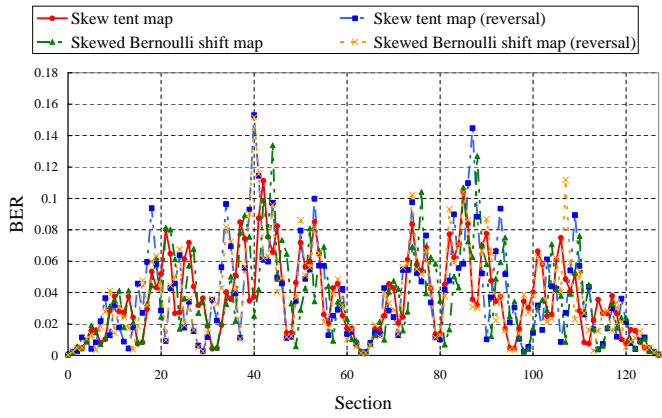 Skew tent map
Skew tent map (reversal)
Skewed Bernoulli shift map
Skewed Bernoulli shift map (reversal)
0.18
0.16
0.14
0.12
0.1
0.08
0.06
0.04
0.02
0
BER
0 20 40 60 80 100 120
Section